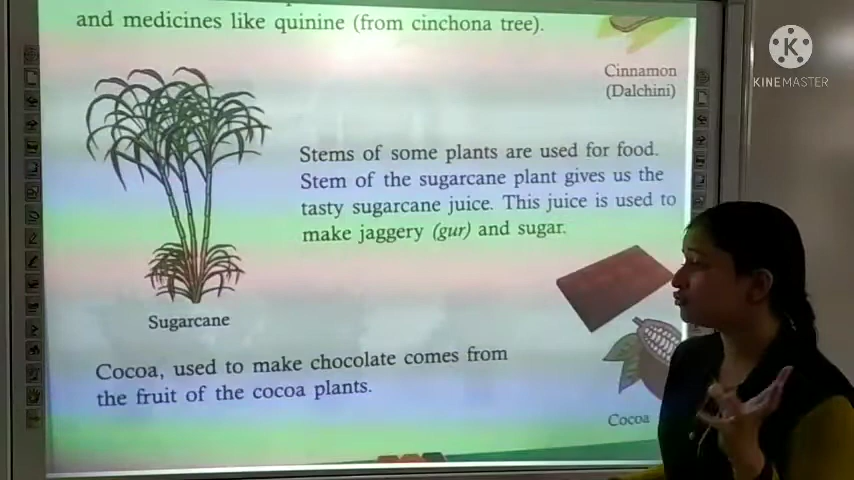 and medicines like quinine (from cinchona tree).
K
KINEMASTER
Cinnamon
(Dalchini)
Stems of some plants are used for food.
Stem of the sugarcane plant gives us the
tasty sugarcane juice. This juice is used to
make jaggery (gur) and sugar.
Sugarcane
Cocoa, used to make chocolate comes from
the fruit of the cocoa plants.
Cocoa